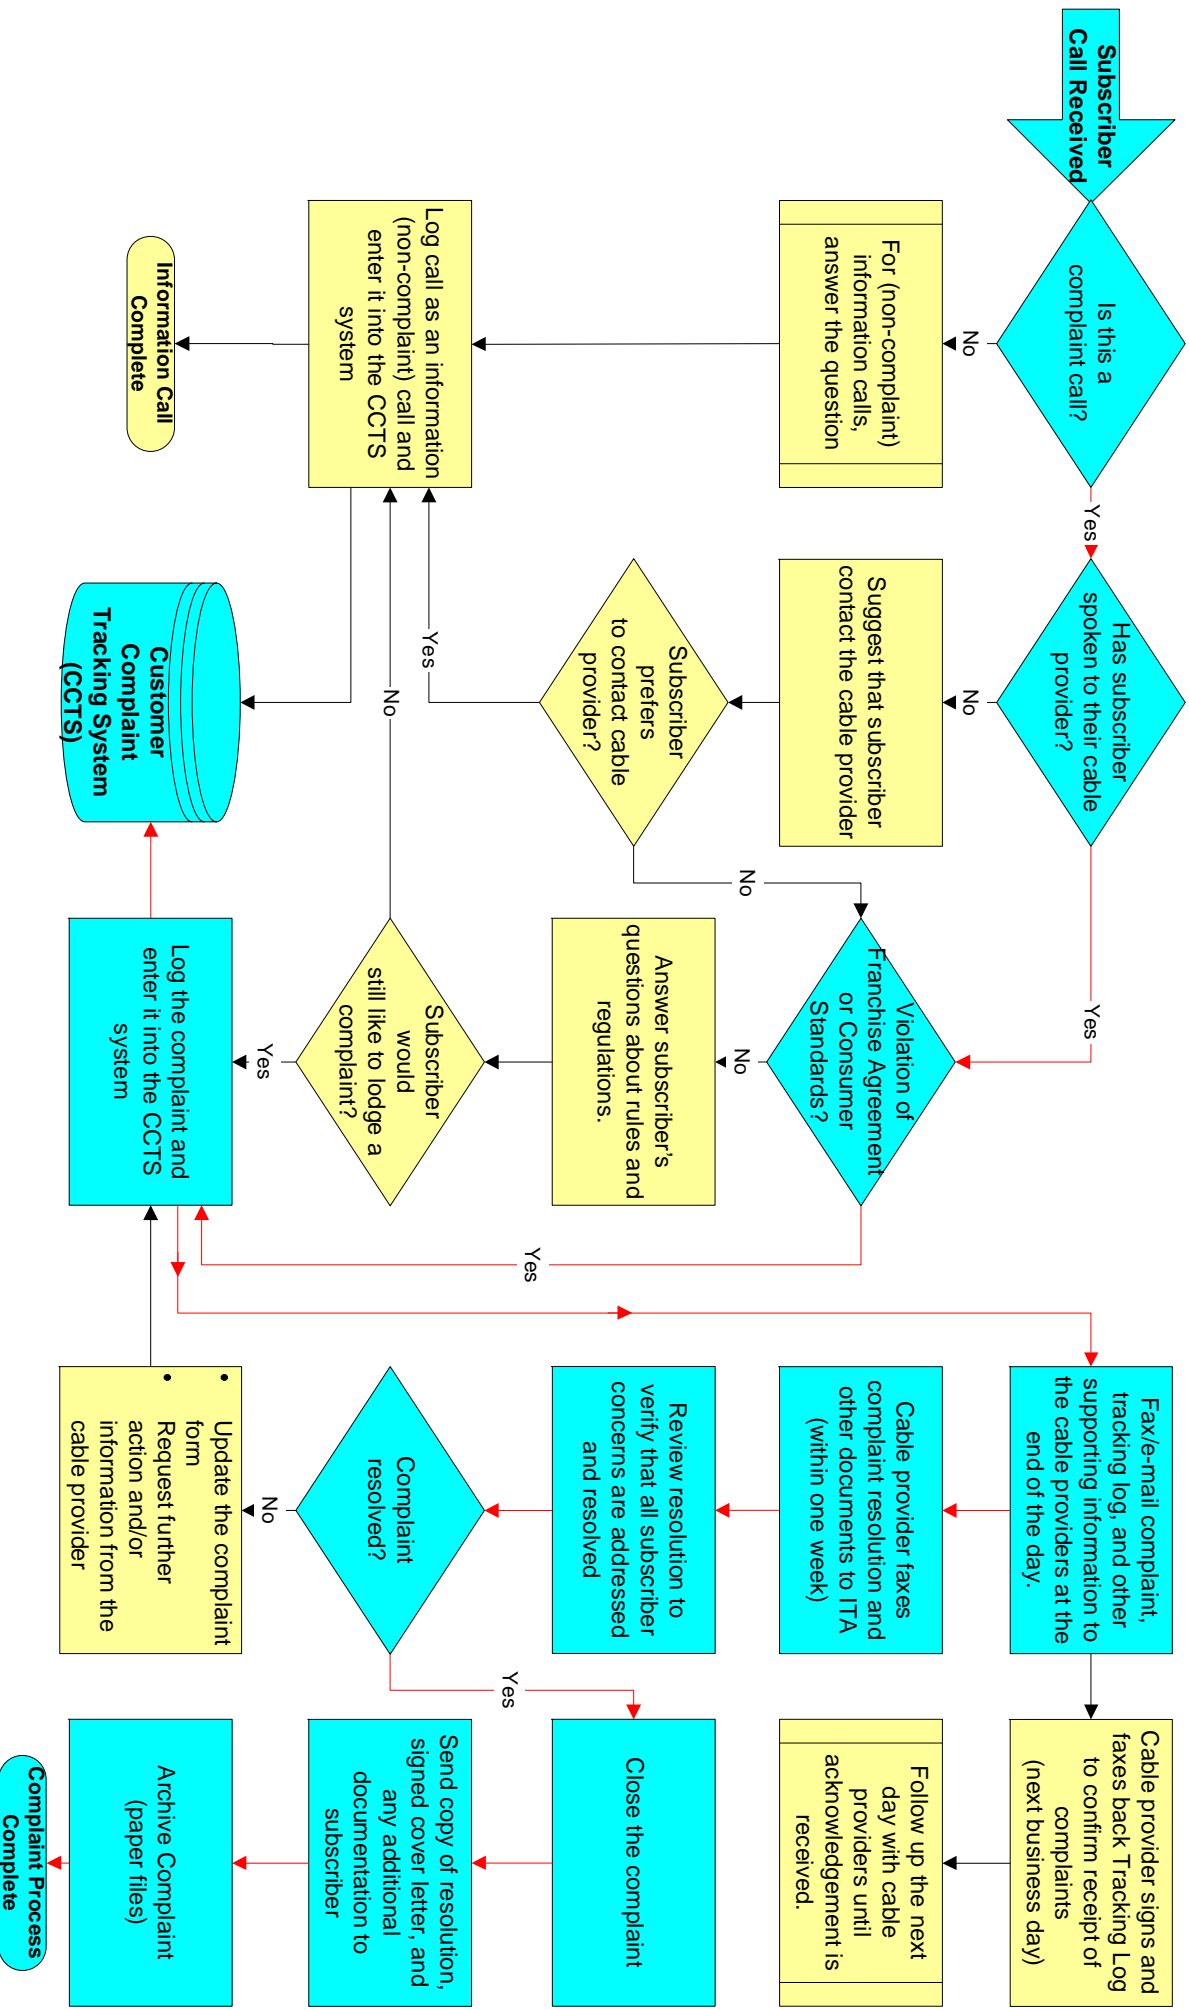 Subscriber
Call Received
Is this a
complaint call?
No
Yes
For (non-complaint)
information calls,
answer the question
Log call as an information
(non-complaint) call and
enter it into the CCTS
system
Information Call
Complete
Has subscriber
spoken to their cable
provider?
No
Yes
Suggest that subscriber
contact the cable provider
Subscriber
prefers
to contact cable
provider?
Yes
No
Customer
Complaint
Tracking System
(CCTS)
Violation of
Franchise Agreement
or Consumer
Standards?
No
Yes
Answer subscriber's
questions about rules and
regulations.
Subscriber
would
still like to lodge a
complaint?
No
Yes
Log the complaint and
enter it into the CCTS
system
Fax/e-mail complaint,
tracking log, and other
supporting information to
the cable providers at the
end of the day.
Cable provider faxes
complaint resolution and
other documents to ITA
(within one week)
Review resolution to
verify that all subscriber
concerns are addressed
and resolved
Complaint
resolved?
No
Yes
• Update the complaint
form
• Request further
action and/or
information from the
cable provider
Cable provider signs and
faxes back Tracking Log
to confirm receipt of
complaints
(next business day)
Follow up the next
day with cable
providers until
acknowledgement is
received.
Close the complaint
Send copy of resolution,
signed cover letter, and
any additional
documentation to
subscriber
Archive Complaint
(paper files)
Complaint Process
Complete